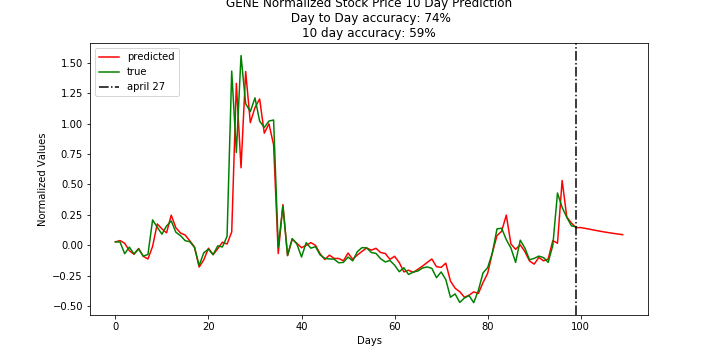 GENE Normalized Stock Price 10 Day Prediction
Day to Day accuracy: 74%
10 day accuracy: 59%
predicted
true
april 27
1.50
1.25
1.00
0.75
0.50
0.25
0.00
−0.25
−0.50
Normalized Values
0
20
40
60
80
100
Days